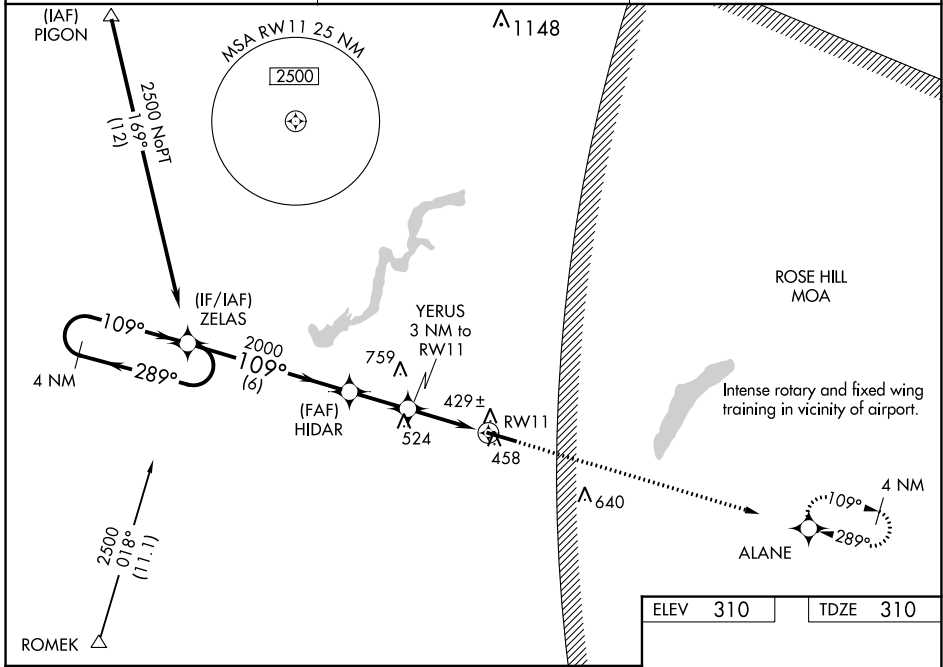 (IAF)
PIGON
1148
MSA RW11 25 NM
2500
2500 NoPT
169°
(12)
(IF/IAF)
ZELAS
109°
289°
4 NM
2000
109°
(6)
(FAF)
HIDAR
YERUS
3 NM to
RW11
759
524
429±
RW11
458
640
ROSE HILL
MOA
Intense rotary and fixed wing
training in vicinity of airport.
4 NM
109°
289°
ALANE
2500
018°
(11.1)
ROMEK
ELEV 310
TDZE 310